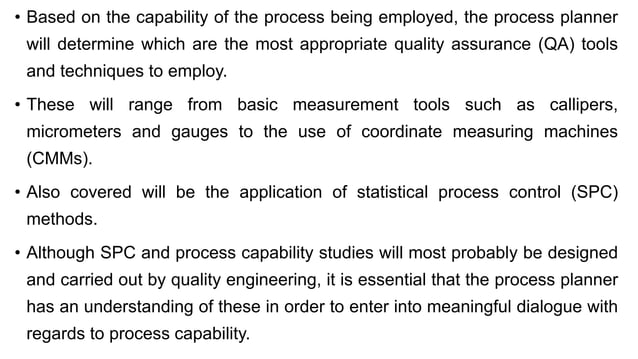 • Based on the capability of the process being employed, the process planner
will determine which are the most appropriate quality assurance (QA) tools
and techniques to employ.
• These will range from basic measurement tools such as callipers,
micrometers and gauges to the use of coordinate measuring machines
(CMMs).
• Also covered will be the application of statistical process control (SPC)
methods.
• Although SPC and process capability studies will most probably be designed
and carried out by quality engineering, it is essential that the process planner
has an understanding of these in order to enter into meaningful dialogue with
regards to process capability.